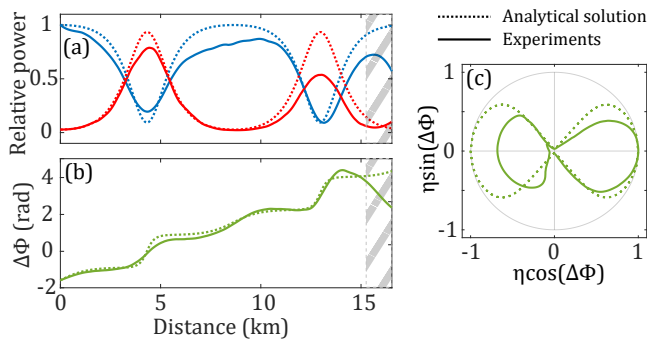 Analytical solution
Experiments
Relative power
1
0.5
0
(a)
(b)
ΔΦ (rad)
4
2
0
-2
0
5
10
15
Distance (km)
(c)
ηsin(ΔΦ)
1
0
-1
-1
0
1
ηcos(ΔΦ)